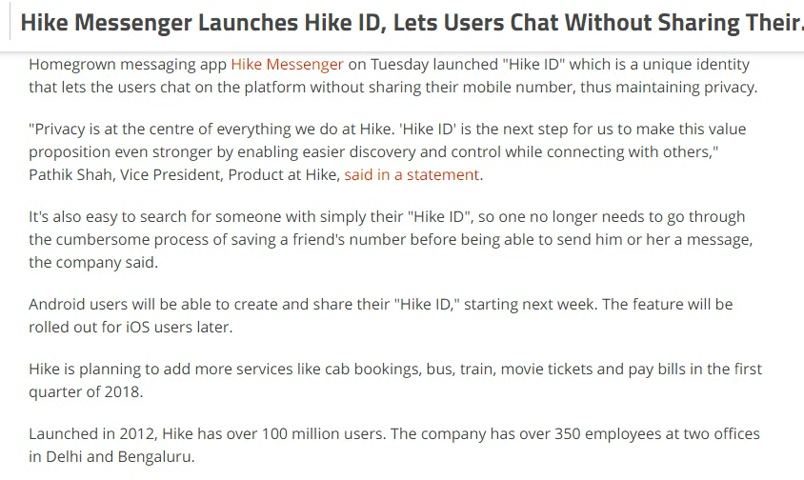 Hike Messenger Launches Hike ID, Lets Users Chat Without Sharing Their.
Homegrown messaging app Hike Messenger on Tuesday launched "Hike ID" which is a unique identity
that lets the users chat on the platform without sharing their mobile number, thus maintaining privacy.
"Privacy is at the centre of everything we do at Hike. 'Hike ID' is the next step for us to make this value
proposition even stronger by enabling easier discovery and control while connecting with others,"
Pathik Shah, Vice President, Product at Hike, said in a statement.
It's also easy to search for someone with simply their "Hike ID", so one no longer needs to go through
the cumbersome process of saving a friend's number before being able to send him or her a message,
the company said.
Android users will be able to create and share their "Hike ID," starting next week. The feature will be
rolled out for iOS users later.
Hike is planning to add more services like cab bookings, bus, train, movie tickets and pay bills in the first
quarter of 2018.
Launched in 2012, Hike has over 100 million users. The company has over 350 employees at two offices
in Delhi and Bengaluru.